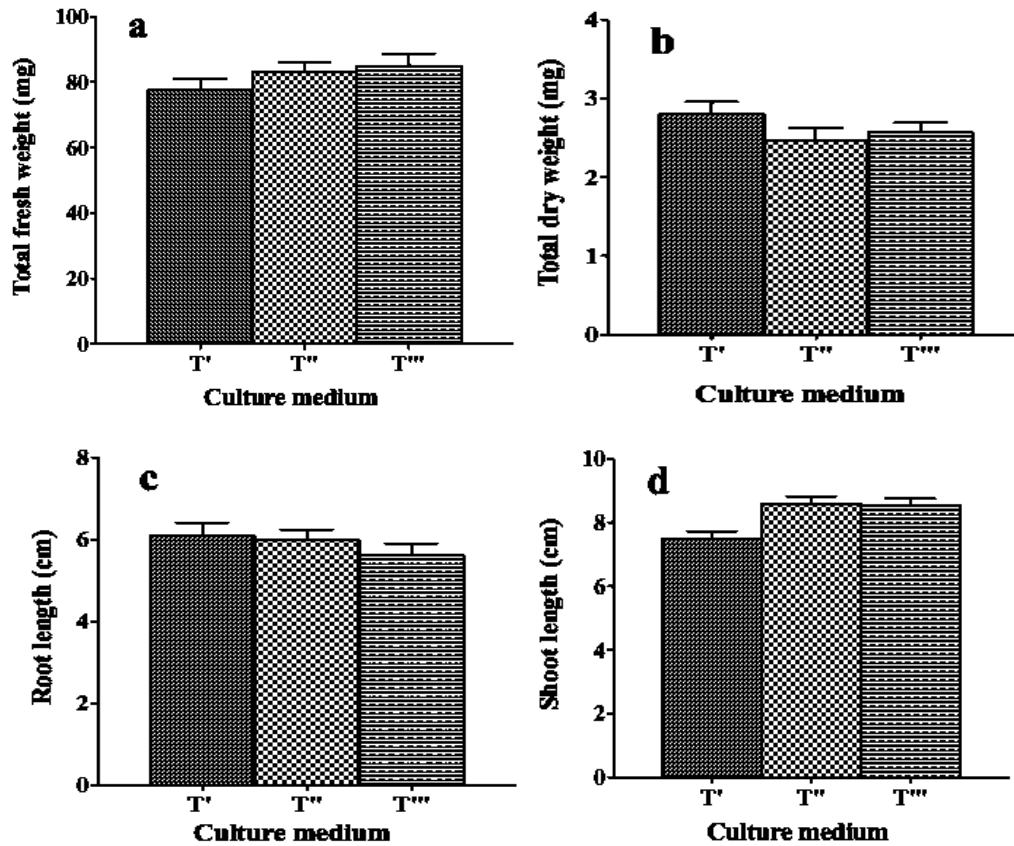 a
Total fresh weight (mg)
100
80
60
40
20
0
T' T'' T'''
Culture medium
b
Total dry weight (mg)
4
3
2
1
0
T' T'' T'''
Culture medium
c
Root length (cm)
8
6
4
2
0
T' T'' T'''
Culture medium
d
Shoot length (cm)
10
8
6
4
2
0
T' T'' T'''
Culture medium